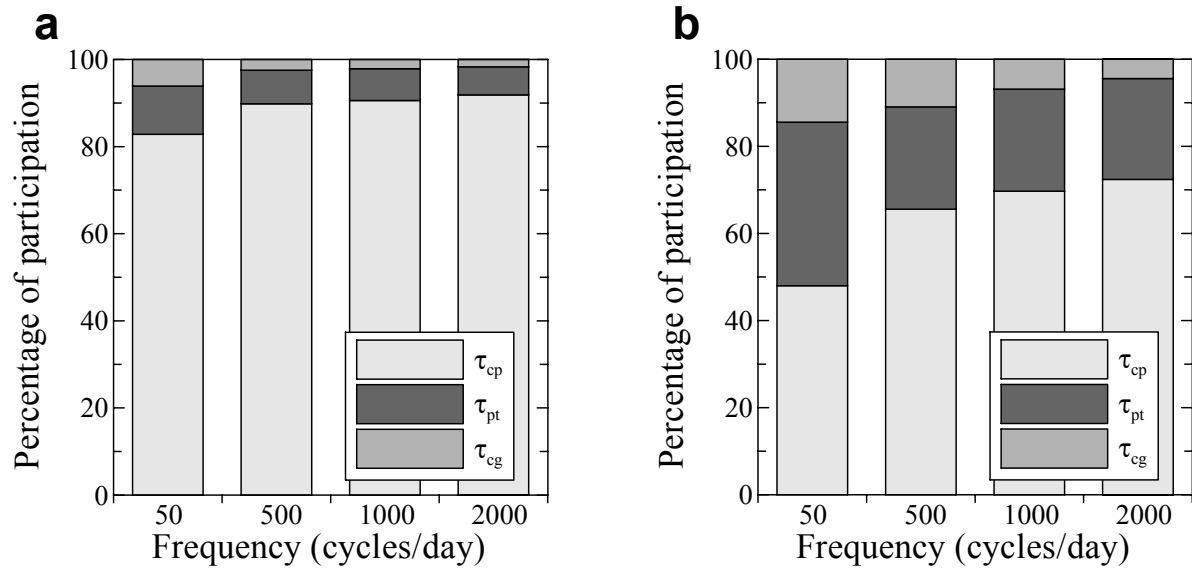 a
Percentage of participation
100
80
60
40
20
0
τcp
τpt
τcg
50 500 1000 2000
Frequency (cycles/day)
b
Percentage of participation
100
80
60
40
20
0
τcp
τpt
τcg
50 500 1000 2000
Frequency (cycles/day)